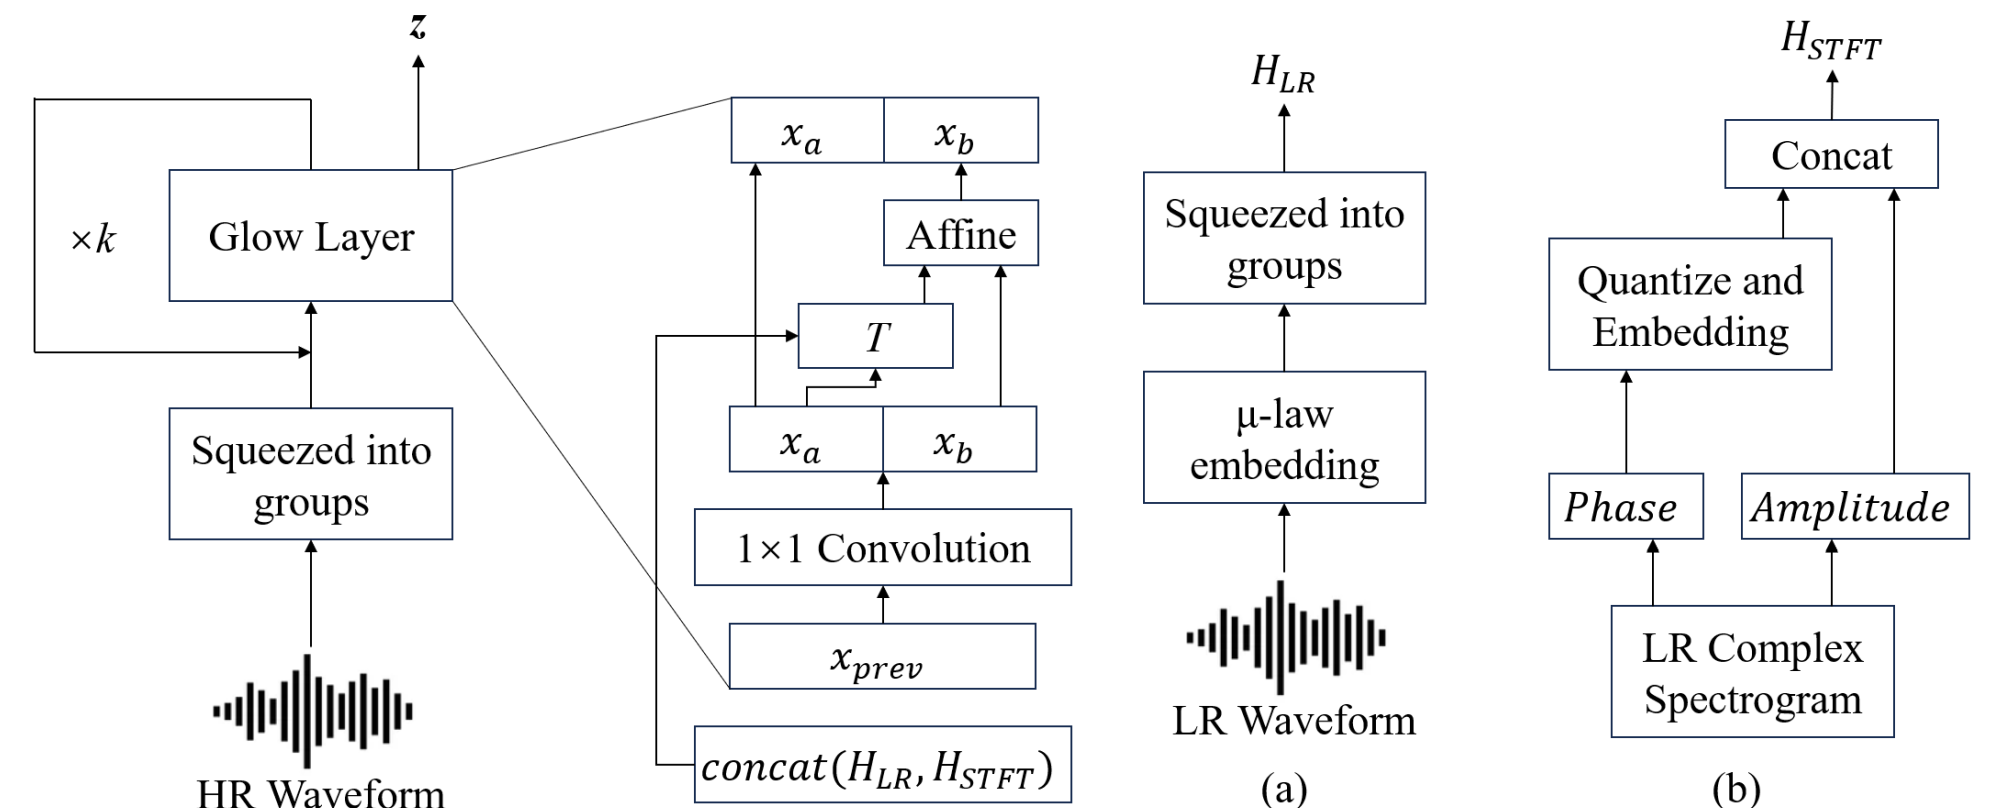 z
×k
Glow Layer
Squeezed into
groups
HR Waveform
x_a
x_b
Affine
T
x_a
x_b
1×1 Convolution
x_prev
concat(H_LR, H_STFT)
H_LR
Squeezed into
groups
μ-law
embedding
LR Waveform
(a)
H_STFT
Concat
Quantize and
Embedding
Phase
Amplitude
LR Complex
Spectrogram
(b)